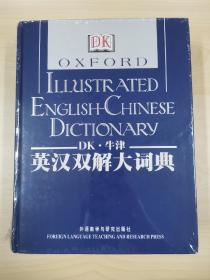 DK
OXFORD
ILLUSTRATED
ENGLISH-CHINESE
DICTIONARY
DK·牛津
英汉双解大词典
外语教学与研究出版社
FOREIGN LANGUAGE TEACHING AND RESEARCH PRESS